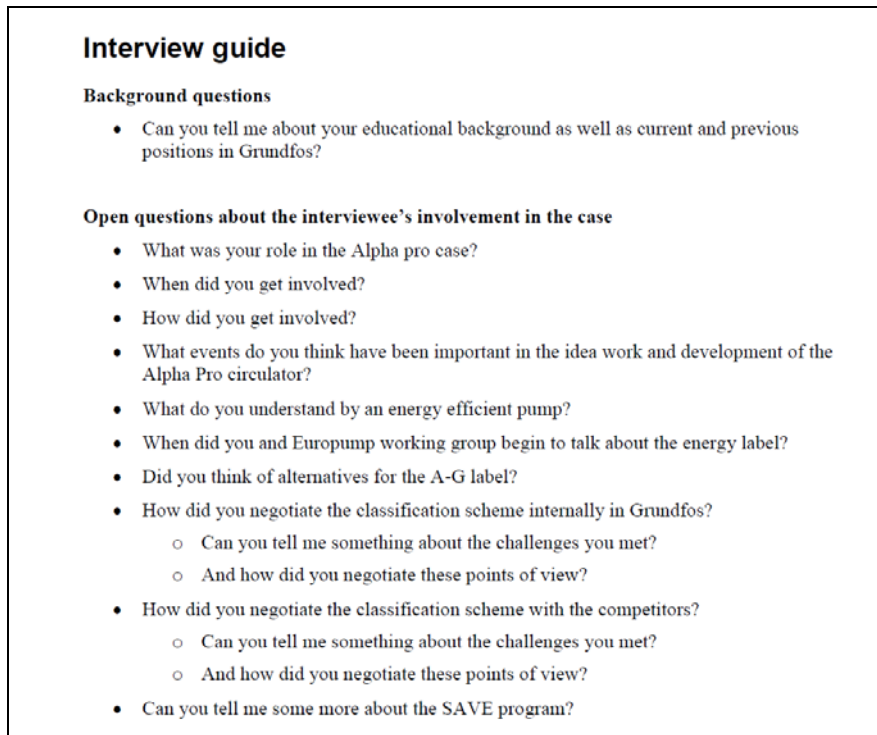 Interview guide
Background questions
• Can you tell me about your educational background as well as current and previous
positions in Grundfos?
Open questions about the interviewee's involvement in the case
• What was your role in the Alpha pro case?
• When did you get involved?
• How did you get involved?
• What events do you think have been important in the idea work and development of the
Alpha Pro circulator?
• What do you understand by an energy efficient pump?
• When did you and Europump working group begin to talk about the energy label?
• Did you think of alternatives for the A-G label?
• How did you negotiate the classification scheme internally in Grundfos?
o Can you tell me something about the challenges you met?
o And how did you negotiate these points of view?
• How did you negotiate the classification scheme with the competitors?
o Can you tell me something about the challenges you met?
o And how did you negotiate these points of view?
• Can you tell me some more about the SAVE program?